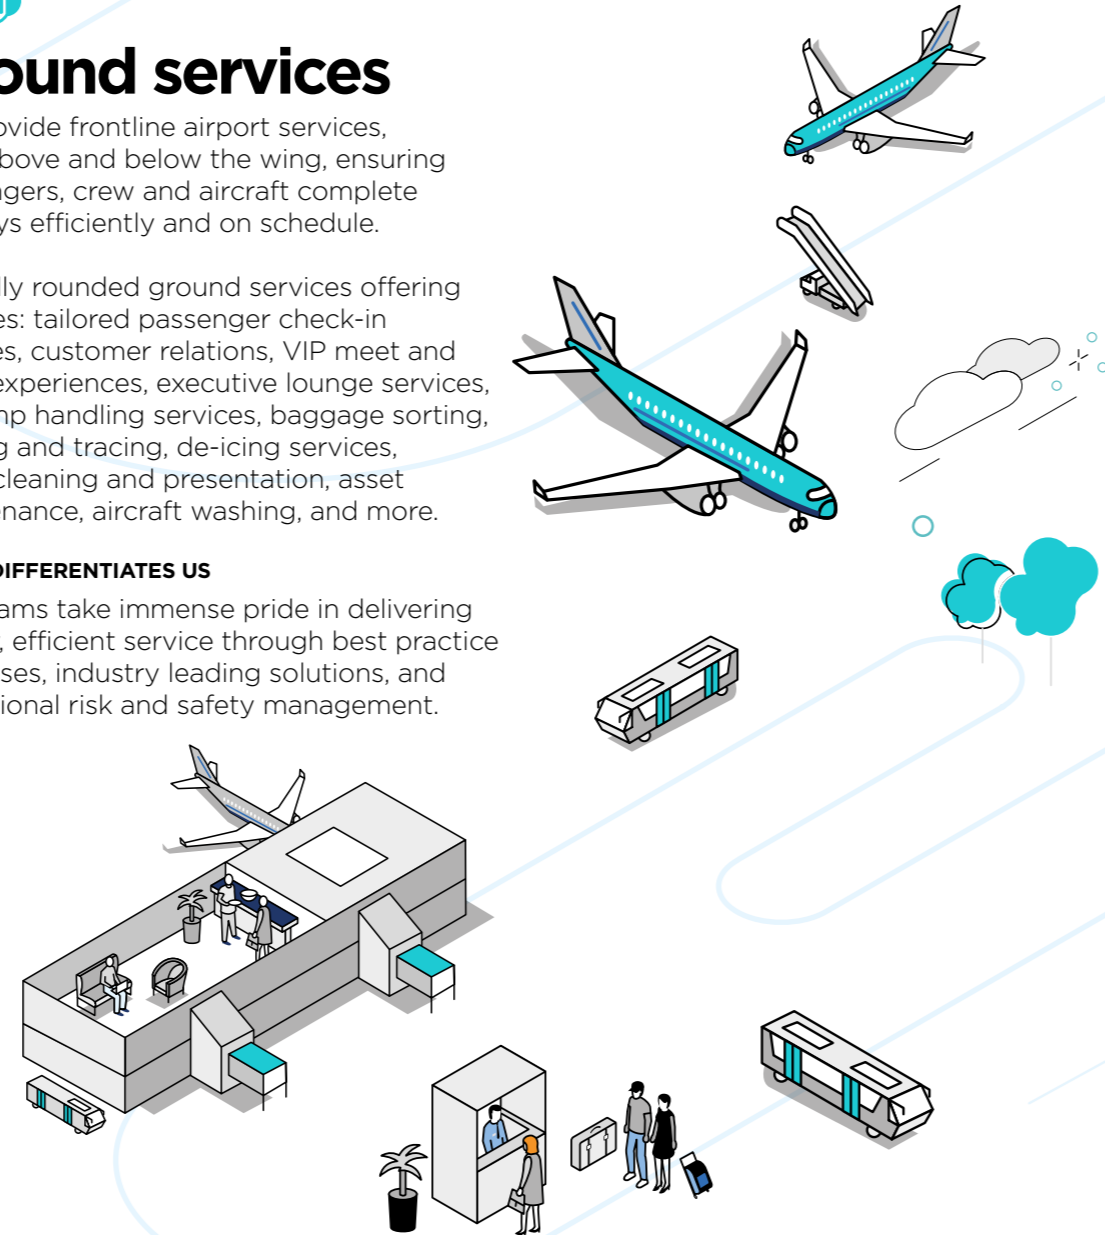 ound services
ovide frontline airport services,
bove and below the wing, ensuring
ngers, crew and aircraft complete
ys efficiently and on schedule.
lly rounded ground services offering
es: tailored passenger check-in
es, customer relations, VIP meet and
experiences, executive lounge services,
mp handling services, baggage sorting,
g and tracing, de-icing services,
cleaning and presentation, asset
enance, aircraft washing, and more.
DIFFERENTIATES US
ams take immense pride in delivering
, efficient service through best practice
ses, industry leading solutions, and
tional risk and safety management.